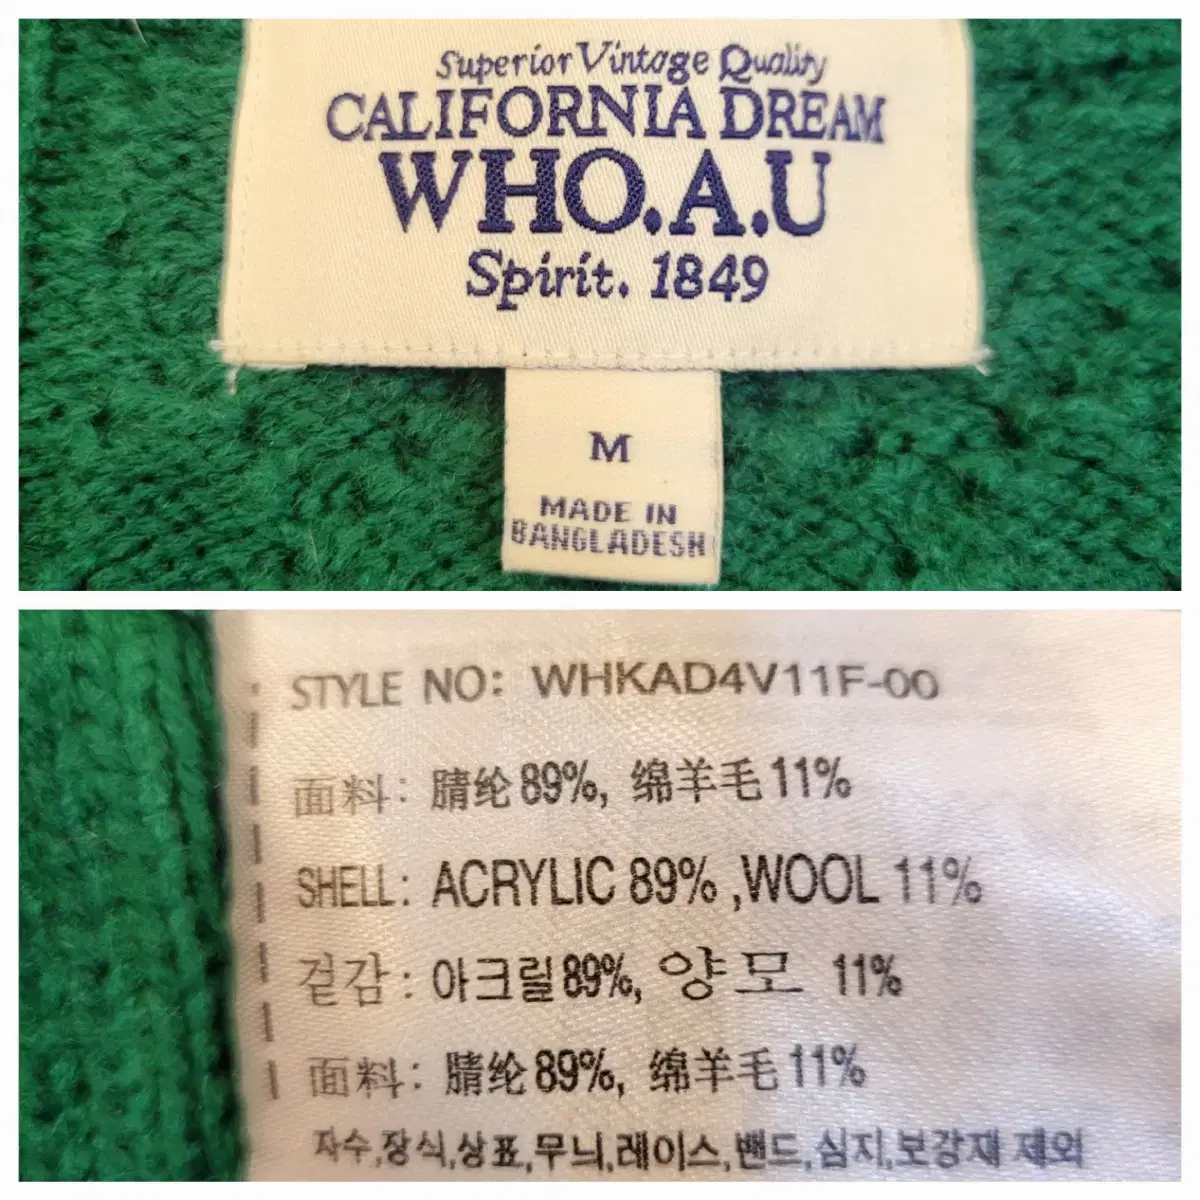 Superior Vintage Quality
CALIFORNIA DREAM
WHO.A.U
Spirit. 1849
M
MADE IN
BANGLADESH
STYLE NO: WHKAD4V11F-00
面料: 腈纶 89%, 绵羊毛 11%
SHELL: ACRYLIC 89% ,WOOL 11%
겉감 : 아크릴 89%, 양모 11%
面料: 腈纶 89%, 绵羊毛 11%
자수,장식,상표,무늬,레이스,밴드,심지,보강재 제외